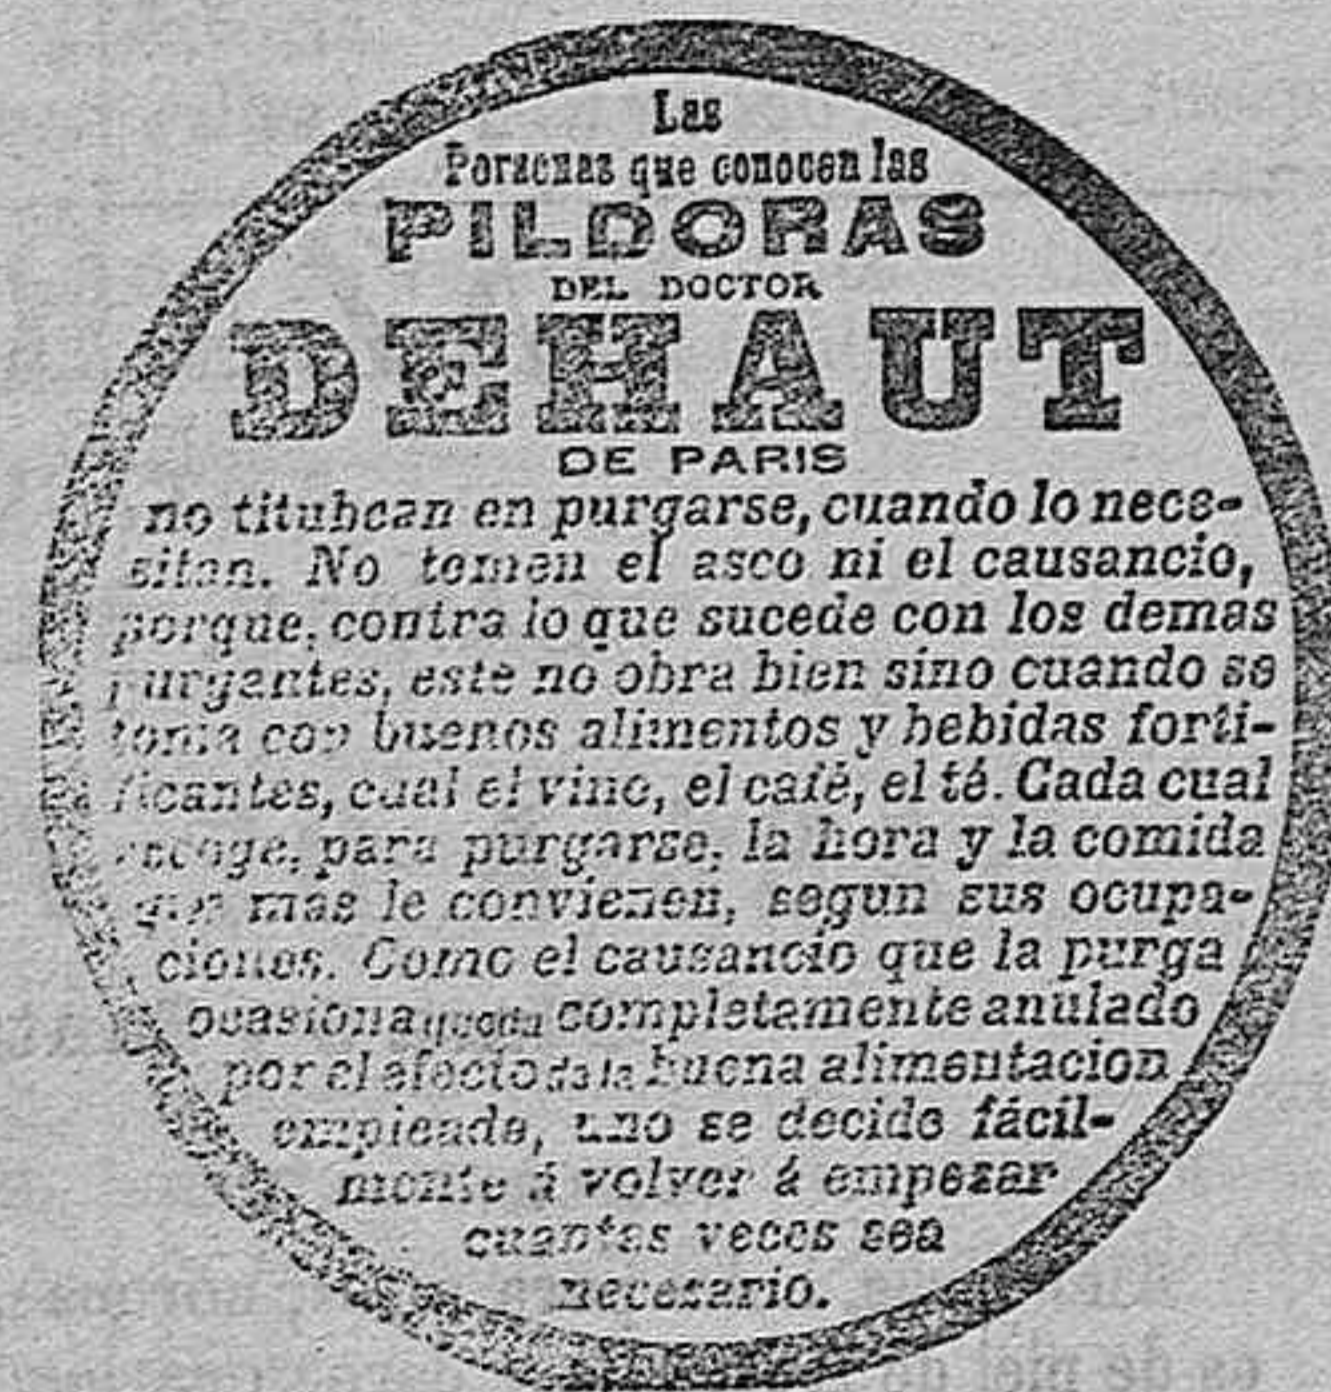 Las
Personas que conocen las
PILDORAS
DEL DOCTOR
DEHAUT
DE PARIS
no titubean en purgarse, cuando lo nece-
sitan. No temen el asco ni el causancio,
porque, contra lo que sucede con los demas
purgantes, este no obra bien sino cuando se
toma con buenos alimentos y bebidas forti-
ficantes, cual el vino, el café, el té. Cada cual
escoge, para purgarse, la hora y la comida
que mas le convienen, segun sus ocupa-
ciones. Como el causancio que la purga
ocasiona queda completamente anulado
por el efecto de la buena alimentacion
empleada, uno se decide fácil-
mente á volver á empezar
cuantas veces sea
necesario.